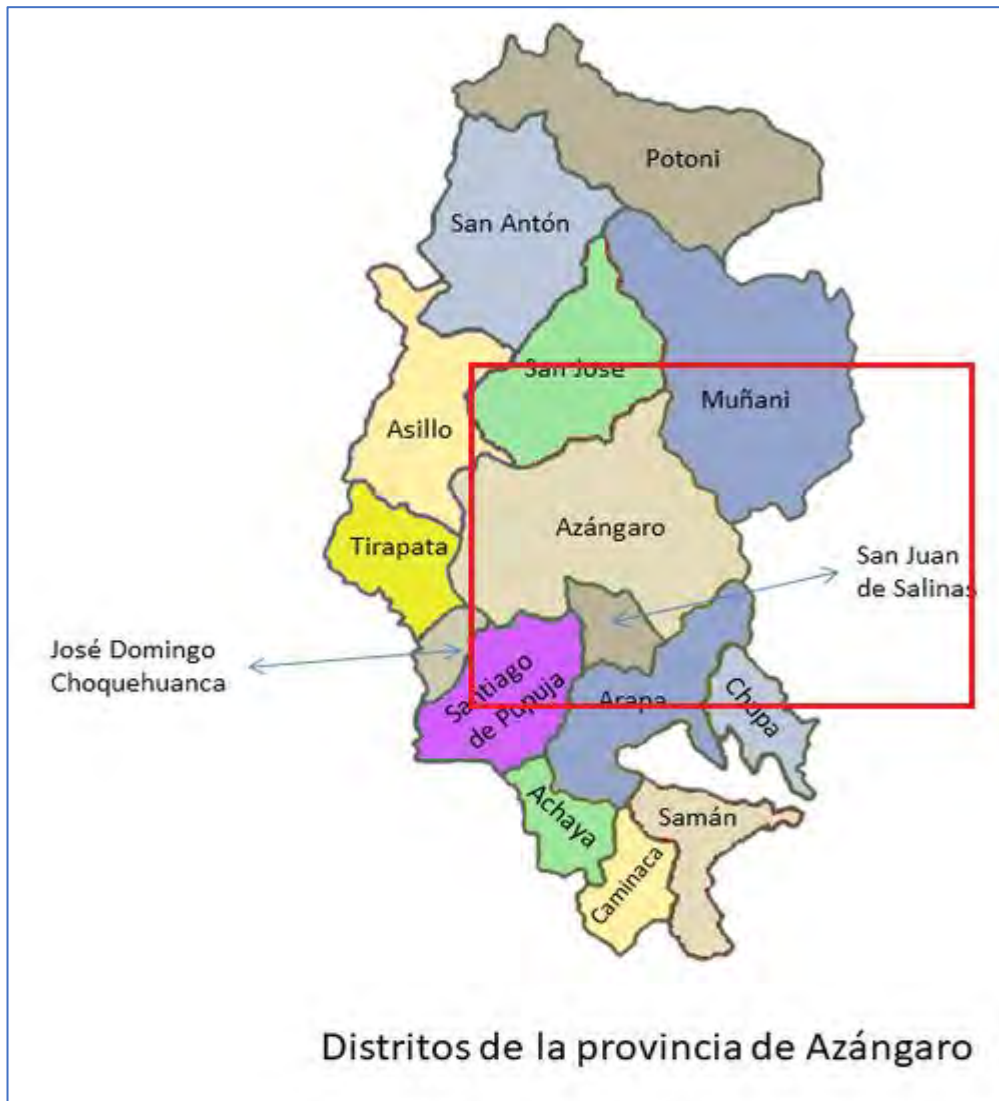 Potoni
San Antón
San José
Muñani
Asillo
Azángaro
Tirapata
San Juan
de Salinas
José Domingo
Choquehuanca
Santiago
de Pupuja
Arapa
Chupa
Achaya
Samán
Caminaca
Distritos de la provincia de Azángaro